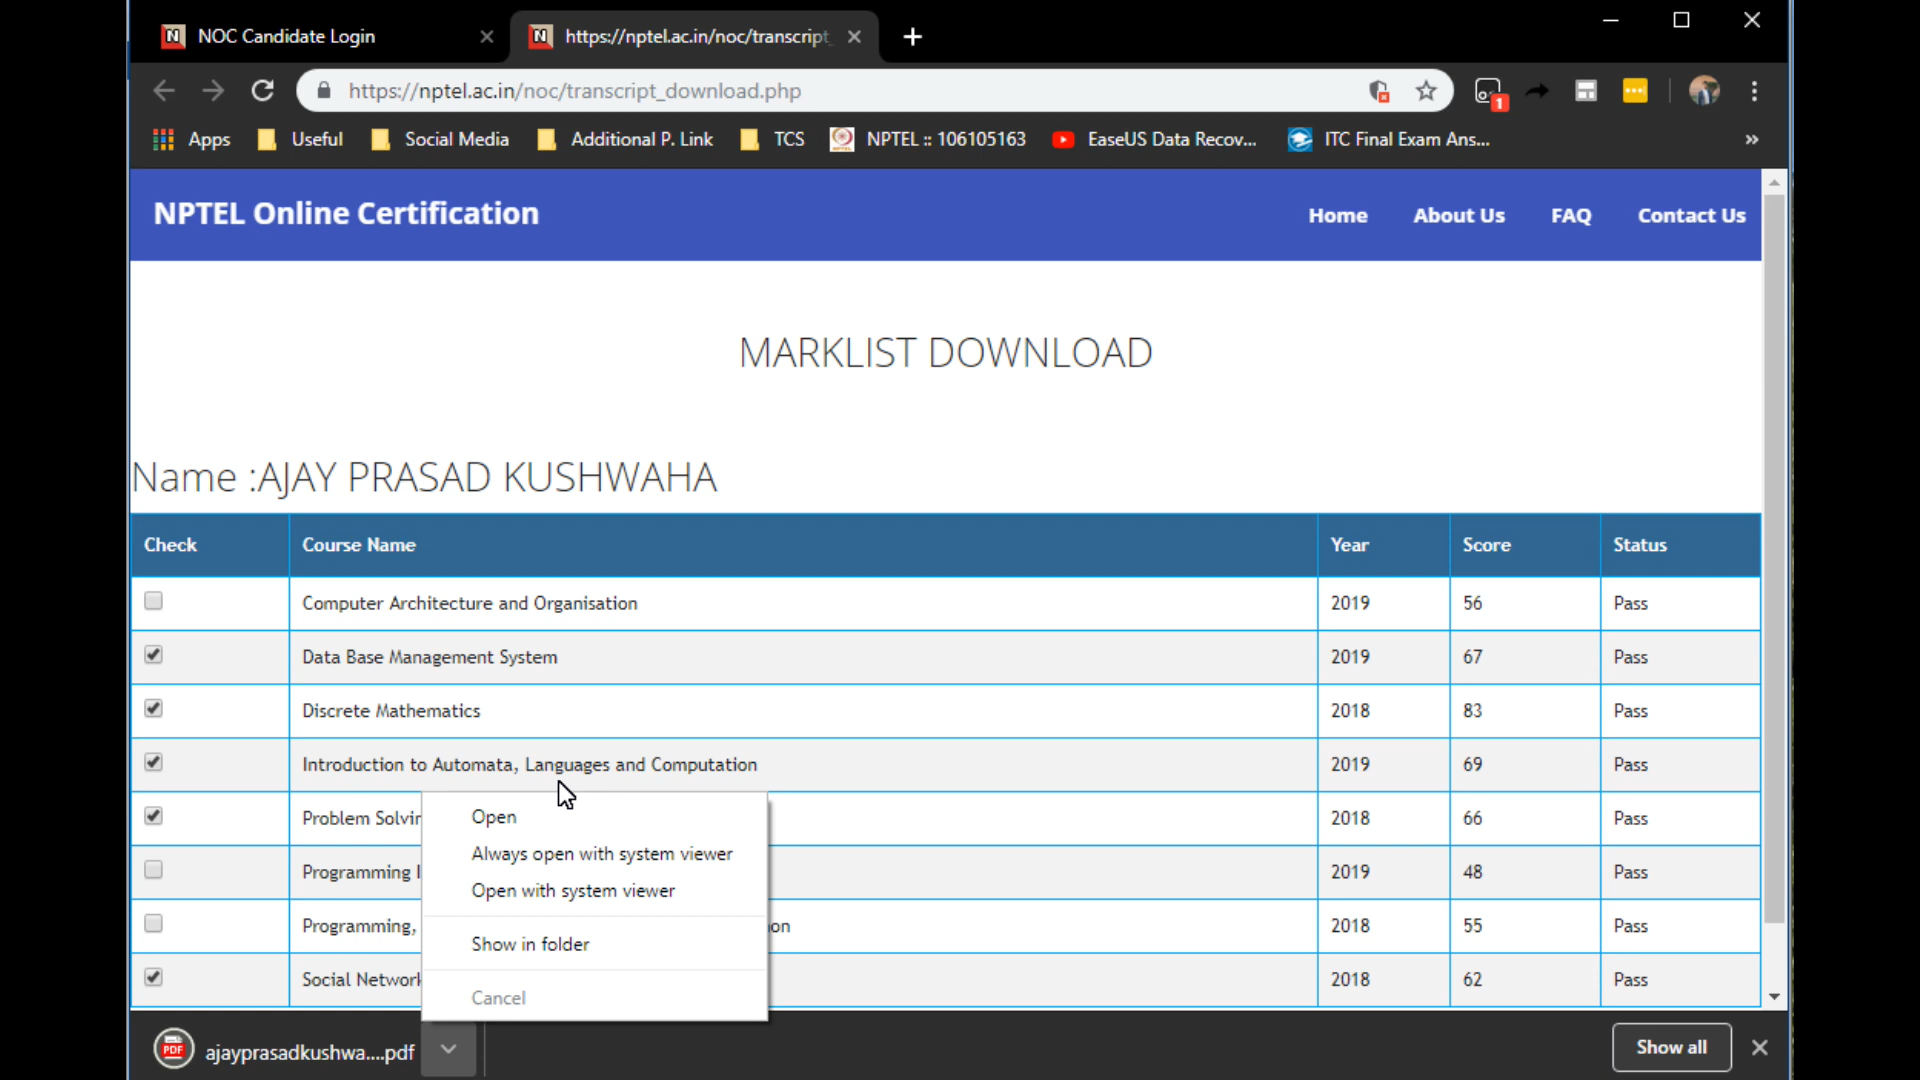 NOC Candidate Login
https://nptel.ac.in/noc/transcript_
https://nptel.ac.in/noc/transcript_download.php
1
Apps
Useful
Social Media
Additional P. Link
TCS
NPTEL :: 106105163
EaseUS Data Recov...
ITC Final Exam Ans...
»
NPTEL Online Certification
Home
About Us
FAQ
Contact Us
MARKLIST DOWNLOAD
Name :AJAY PRASAD KUSHWAHA
Check Course Name Year Score Status
Computer Architecture and Organisation 2019 56 Pass
Data Base Management System 2019 67 Pass
Discrete Mathematics 2018 83 Pass
Introduction to Automata, Languages and Computation 2019 69 Pass
Problem Solvin 2018 66 Pass
Programming I 2019 48 Pass
Programming, on 2018 55 Pass
Social Network 2018 62 Pass
Open
Always open with system viewer
Open with system viewer
Show in folder
Cancel
PDF
ajayprasadkushwa....pdf
Show all